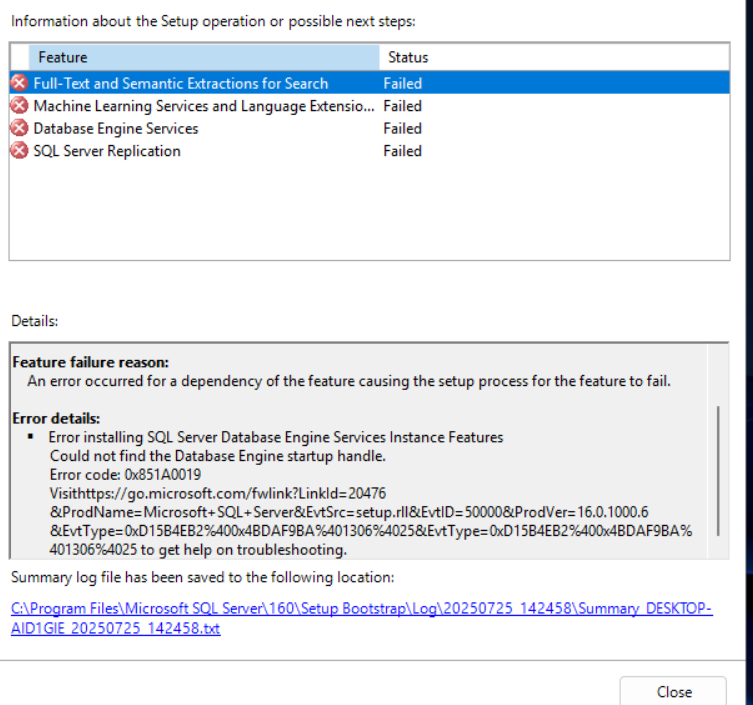 Information about the Setup operation or possible next steps:
Feature Status
Full-Text and Semantic Extractions for Search Failed
Machine Learning Services and Language Extensio... Failed
Database Engine Services Failed
SQL Server Replication Failed
Details:
Feature failure reason:
An error occurred for a dependency of the feature causing the setup process for the feature to fail.
Error details:
▪ Error installing SQL Server Database Engine Services Instance Features
Could not find the Database Engine startup handle.
Error code: 0x851A0019
Visithttps://go.microsoft.com/fwlink?LinkId=20476
&ProdName=Microsoft+SQL+Server&EvtSrc=setup.rll&EvtID=50000&ProdVer=16.0.1000.6
&EvtType=0xD15B4EB2%400x4BDAF9BA%401306%4025&EvtType=0xD15B4EB2%400x4BDAF9BA%
401306%4025 to get help on troubleshooting.
Summary log file has been saved to the following location:
C:\Program Files\Microsoft SQL Server\160\Setup Bootstrap\Log\20250725_142458\Summary_DESKTOP-
AID1GIE_20250725_142458.txt
Close